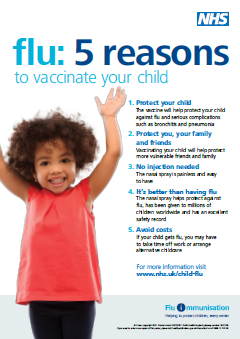 NHS
flu: 5 reasons
to vaccinate your child
1. Protect your child
The vaccine will help protect your child
against flu and serious complications
such as bronchitis and pneumonia
2. Protect you, your family
and friends
Vaccinating your child will help protect
more vulnerable friends and family
3. No injection needed
The nasal spray is painless and easy
to have
4. It's better than having flu
The nasal spray helps protect against
flu, has been given to millions of
children worldwide and has an excellent
safety record
5. Avoid costs
If your child gets flu, you may have
to take time off work or arrange
alternative childcare
For more information visit
www.nhs.uk/child-flu
Flu immunisation
Helping to protect children, every winter